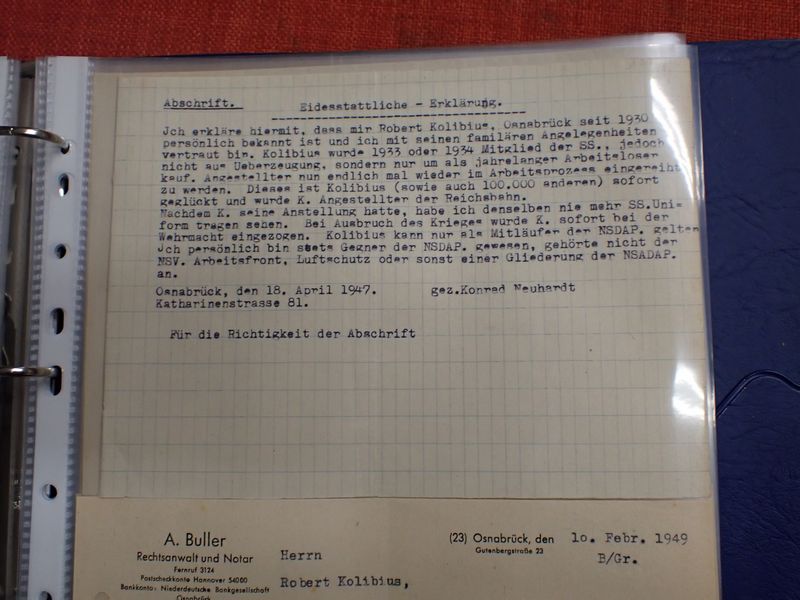 Abschrift.
Eidesstattliche - Erklärung.
Jch erkläre hiermit, dass mir Robert Kolibius, Osnabrück seit 1930
persönlich bekannt ist und ich mit seinen familären Angelegenheiten
vertraut bin. Kolibius wurde 1933 oder 1934 Mitglied der SS., jedoch
nicht aus Ueberzeugung, sondern nur um als jahrelanger Arbeitsloser
kauf. Angestellter nun endlich mal wieder im Arbeitsprozess eingereiht
zu werden. Dieses ist Kolibius (sowie auch 100.000 anderen) sofort
geglückt und wurde K. Angestellter der Reichsbahn.
Nachdem K. seine Anstellung hatte, habe ich denselben nie mehr SS.Uni=
form tragen sehen. Bei Ausbruch des Krieges wurde K. sofort bei der
Wehrmacht eingezogen. Kolibius kann nur als Mitläufer der NSDAP. gelten
Jch persönlich bin stets Gegner der NSDAP. gewesen, gehörte nicht der
NSV. Arbeitsfront, Luftschutz oder sonst einer Gliederung der NSADAP.
an.
Osnabrück, den 18. April 1947. gez.Konrad Neuhardt
Katharinenstrasse 81.
Für die Richtigkeit der Abschrift
A. Buller
Rechtsanwalt und Notar
Fernruf 3124
Postscheckkonto Hannover 54080
Bankkonto: Niederdeutsche Bankgesellschaft
Osnabrück
(23) Osnabrück, den 10. Febr. 1949
Gutenbergstraße 23
B/Gr.
Herrn
Robert Kolibius,